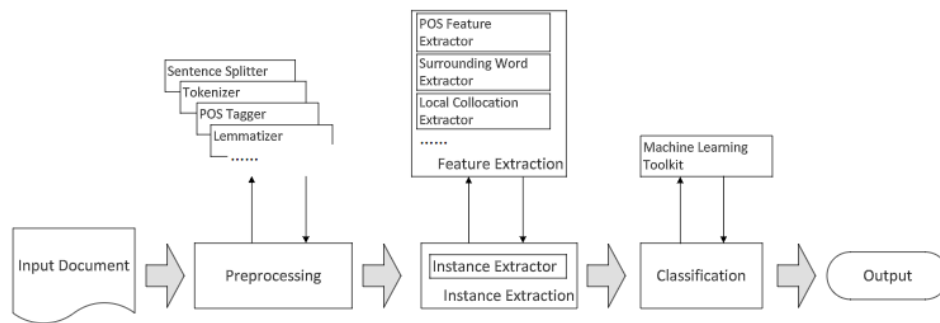 Sentence Splitter
Tokenizer
POS Tagger
Lemmatizer
......
POS Feature
Extractor
Surrounding Word
Extractor
Local Collocation
Extractor
......
Feature Extraction
Machine Learning
Toolkit
Input Document
Preprocessing
Instance Extractor
Instance Extraction
Classification
Output